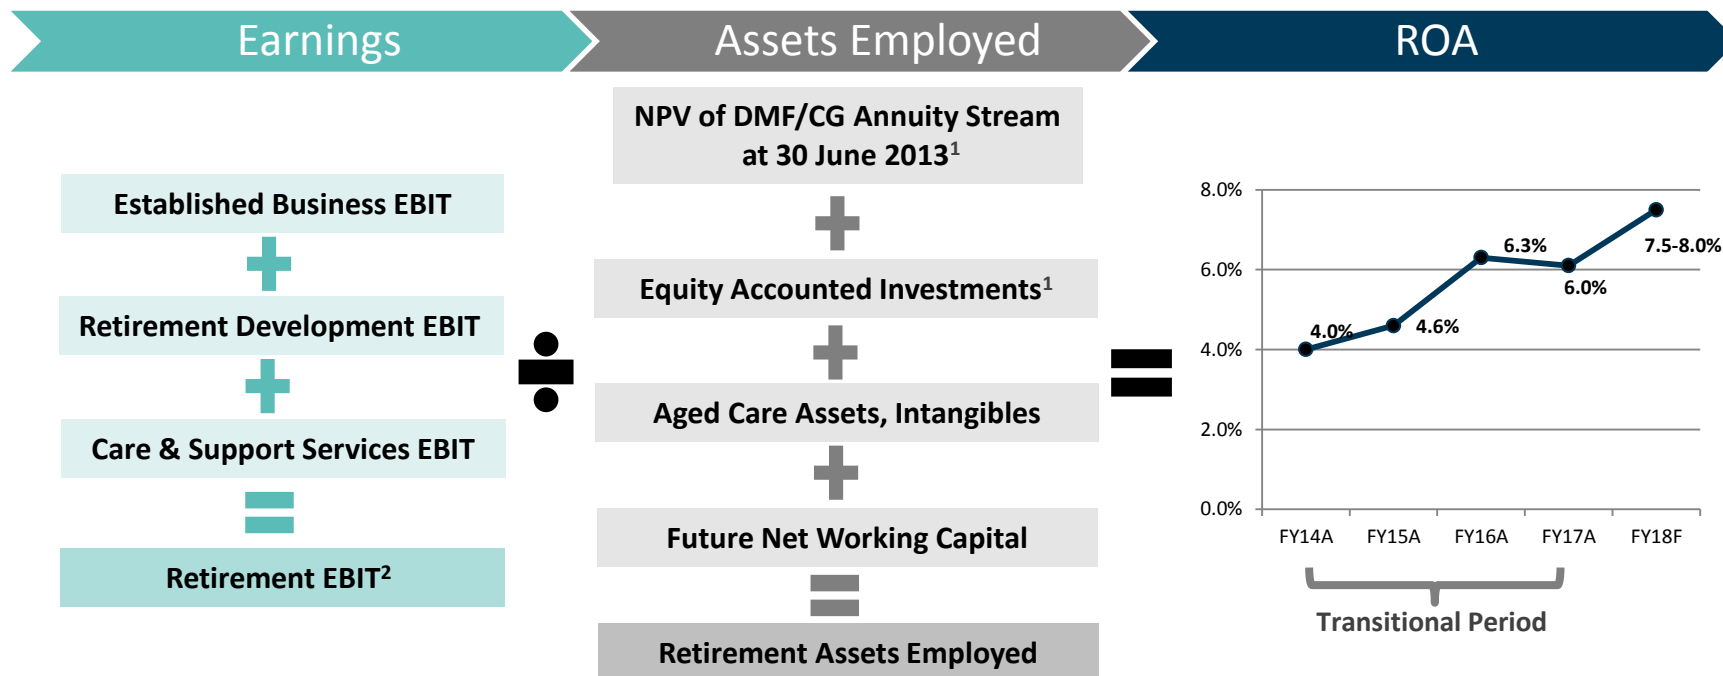 Earnings
Assets Employed
ROA
Established Business EBIT
Retirement Development EBIT
Care & Support Services EBIT
Retirement EBIT²
NPV of DMF/CG Annuity Stream
at 30 June 2013¹
Equity Accounted Investments¹
Aged Care Assets, Intangibles
Future Net Working Capital
Retirement Assets Employed
8.0%
6.0%
4.0%
2.0%
0.0%
4.0%
4.6%
6.3%
6.0%
7.5-8.0%
FY14A FY15A FY16A FY17A FY18F
Transitional Period